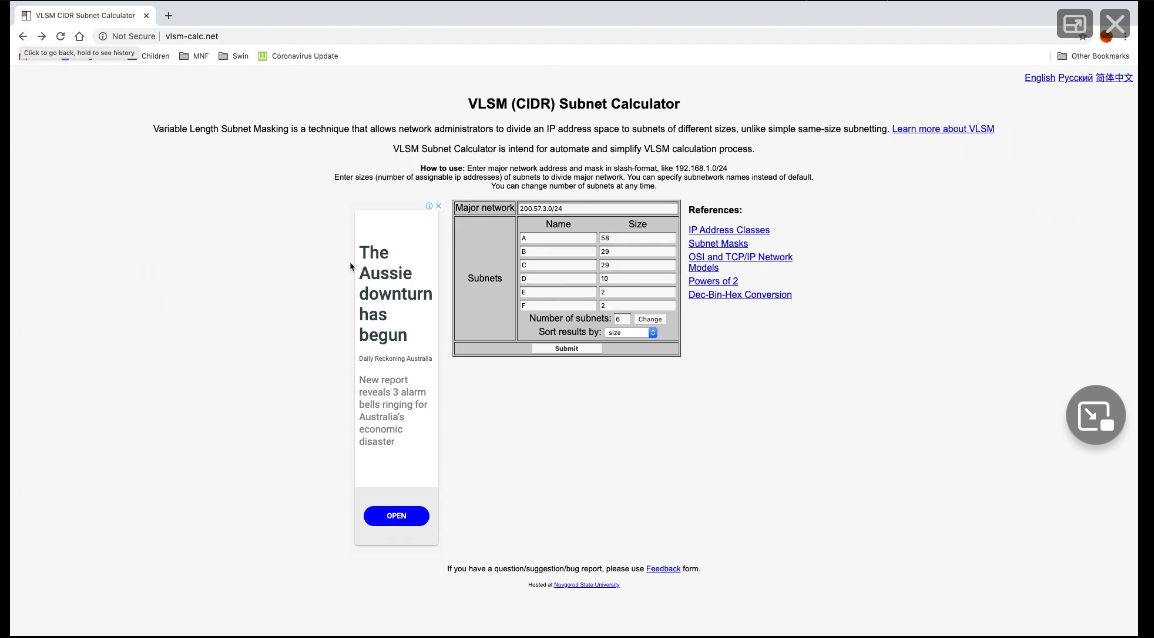 VLSM CIDR Subnet Calculator
Not Secure | vlsm-calc.net
Click to go back, hold to see history
Children MNF Swin Coronavirus Update Other Bookmarks
English Русский 简体中文
VLSM (CIDR) Subnet Calculator
Variable Length Subnet Masking is a technique that allows network administrators to divide an IP address space to subnets of different sizes, unlike simple same-size subnetting. Learn more about VLSM
VLSM Subnet Calculator is intend for automate and simplify VLSM calculation process.
How to use: Enter major network address and mask in slash-format, like 192.168.1.0/24
Enter sizes (number of assignable ip addresses) of subnets to divide major network. You can specify subnetwork names instead of default.
You can change number of subnets at any time.
The
Aussie
downturn
has
begun
Daily Reckoning Australia
New report
reveals 3 alarm
bells ringing for
Australia's
economic
disaster
OPEN
Major network 200.57.3.0/24
Subnets
Name Size
A 58
B 29
C 29
D 10
E 2
F 2
Number of subnets: 6 Change
Sort results by: size
Submit
References:
IP Address Classes
Subnet Masks
OSI and TCP/IP Network
Models
Powers of 2
Dec-Bin-Hex Conversion
If you have a question/suggestion/bug report, please use Feedback form.
Hosted at Novgorod State University